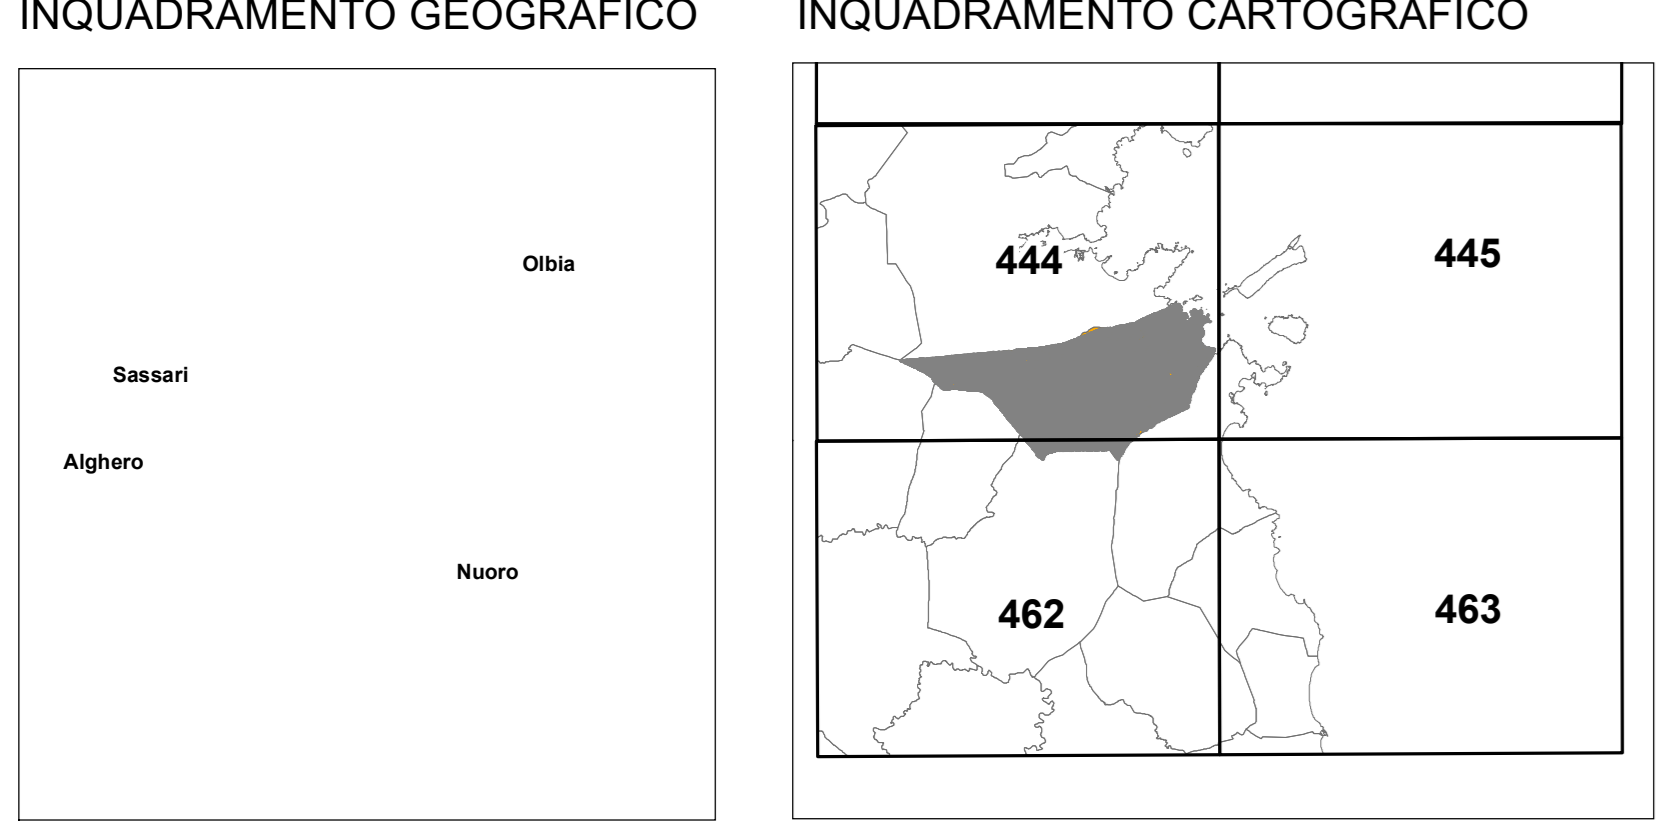 INQUADRAMENTO GEOGRAFICO
INQUADRAMENTO CARTOGRAFICO
Olbia
Sassari
Alghero
Nuoro
444
445
462
463